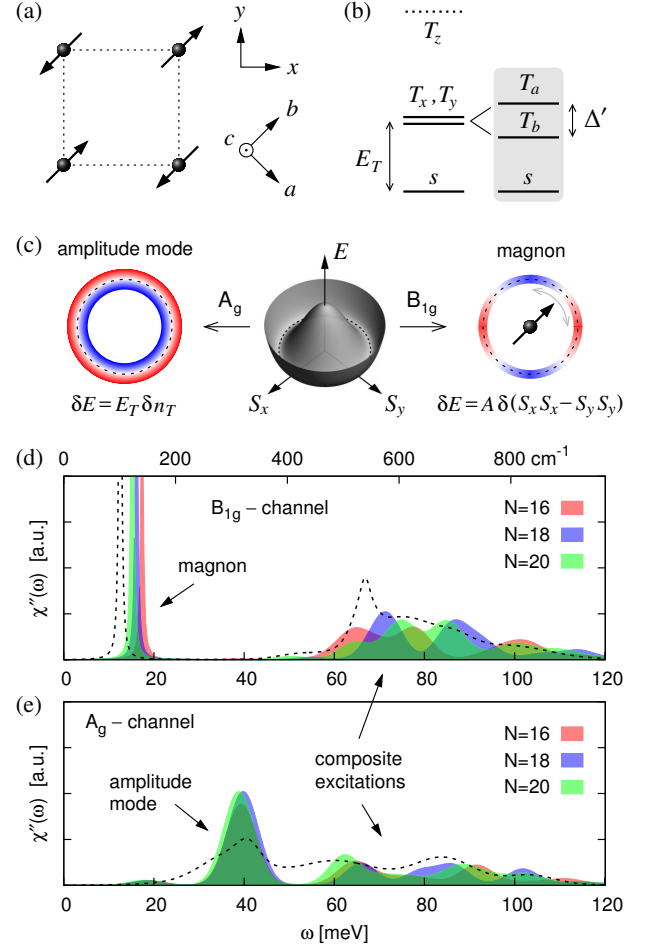 (a)
y
x
b
c
a
(b)
T_z
T_x , T_y
T_a
T_b
Δ′
E_T
s
s
(c)
amplitude mode
E
magnon
A_g
B_1g
S_x
S_y
δE = E_T δn_T
δE = A δ(S_x S_x − S_y S_y)
(d)
0 200 400 600 800 cm⁻¹
B_1g − channel
N=16
N=18
N=20
magnon
χ′′(ω) [a.u.]
0 20 40 60 80 100 120
(e)
A_g − channel
N=16
N=18
N=20
composite
excitations
amplitude
mode
χ′′(ω) [a.u.]
0 20 40 60 80 100 120
ω [meV]